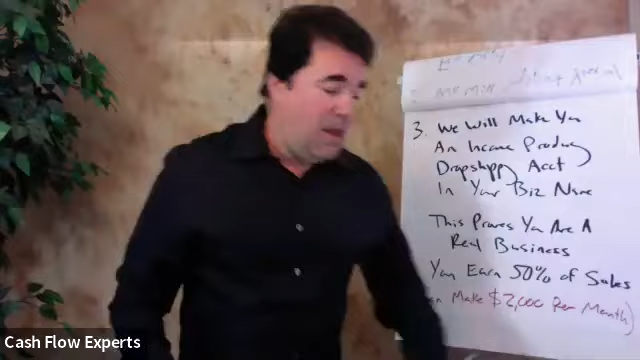 3. We Will Make You
An Income Producing
Dropshippy Acct
In Your Biz Name
This Proves You Are A
Real Business
You Earn 50% of Sales
Make $2,000 Per Month)
Cash Flow Experts